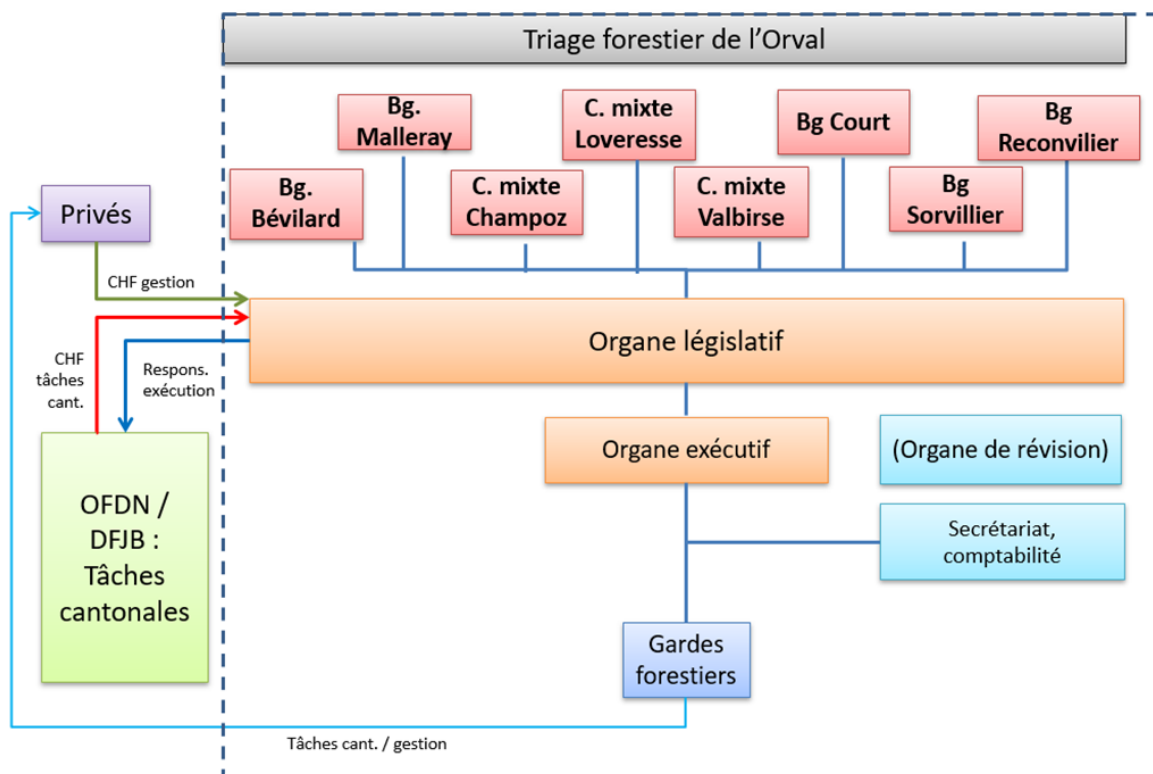 Triage forestier de l'Orval
Bg.
Malleray
C. mixte
Loveresse
Bg Court
Bg
Reconvilier
Bg.
Bévilard
C. mixte
Champoz
C. mixte
Valbirse
Bg
Sorvillier
Privés
CHF gestion
Organe législatif
CHF
tâches
cant.
Respons.
exécution
Organe exécutif
(Organe de révision)
OFDN /
DFJB :
Tâches
cantonales
Secrétariat,
comptabilité
Gardes
forestiers
Tâches cant. / gestion